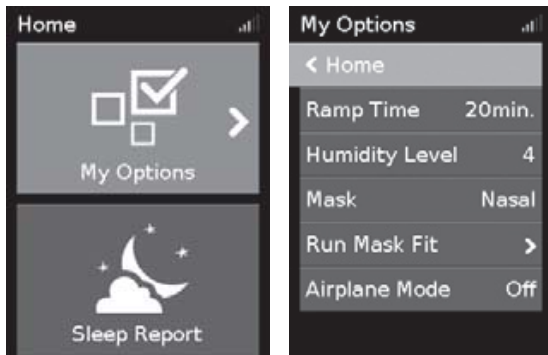 Home
My Options
Sleep Report
My Options
< Home
Ramp Time 20min.
Humidity Level 4
Mask Nasal
Run Mask Fit >
Airplane Mode Off